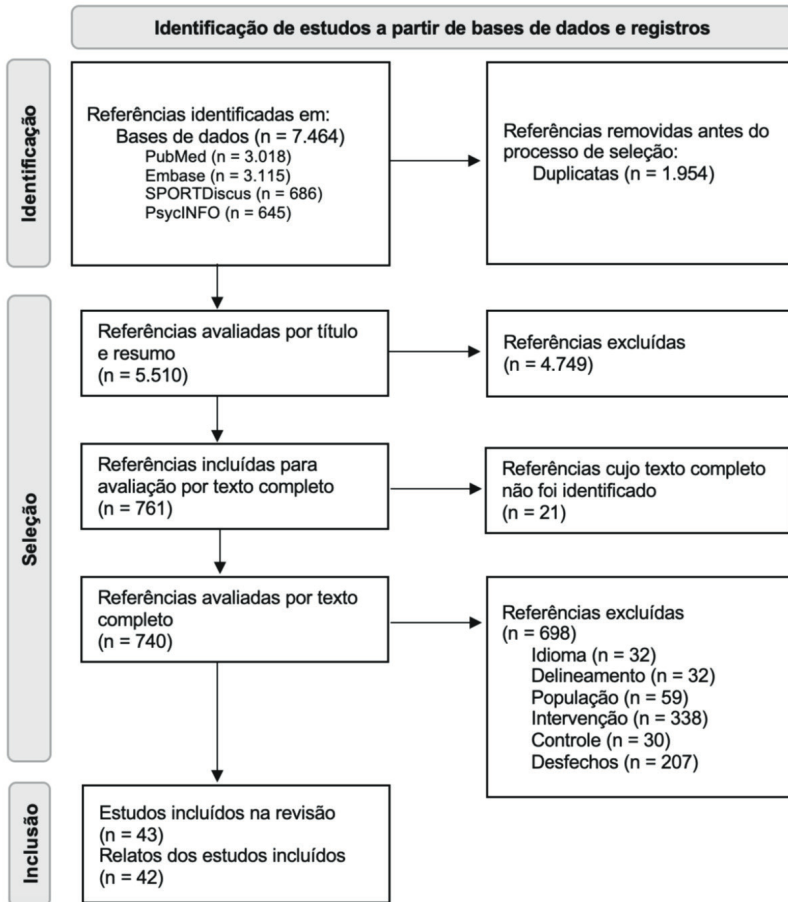 Identificação de estudos a partir de bases de dados e registros
Identificação
Referências identificadas em:
Bases de dados (n = 7.464)
PubMed (n = 3.018)
Embase (n = 3.115)
SPORTDiscus (n = 686)
PsycINFO (n = 645)
Referências removidas antes do
processo de seleção:
Duplicatas (n = 1.954)
Seleção
Referências avaliadas por título
e resumo
(n = 5.510)
Referências excluídas
(n = 4.749)
Referências incluídas para
avaliação por texto completo
(n = 761)
Referências cujo texto completo
não foi identificado
(n = 21)
Referências avaliadas por texto
completo
(n = 740)
Referências excluídas
(n = 698)
Idioma (n = 32)
Delineamento (n = 32)
População (n = 59)
Intervenção (n = 338)
Controle (n = 30)
Desfechos (n = 207)
Inclusão
Estudos incluídos na revisão
(n = 43)
Relatos dos estudos incluídos
(n = 42)